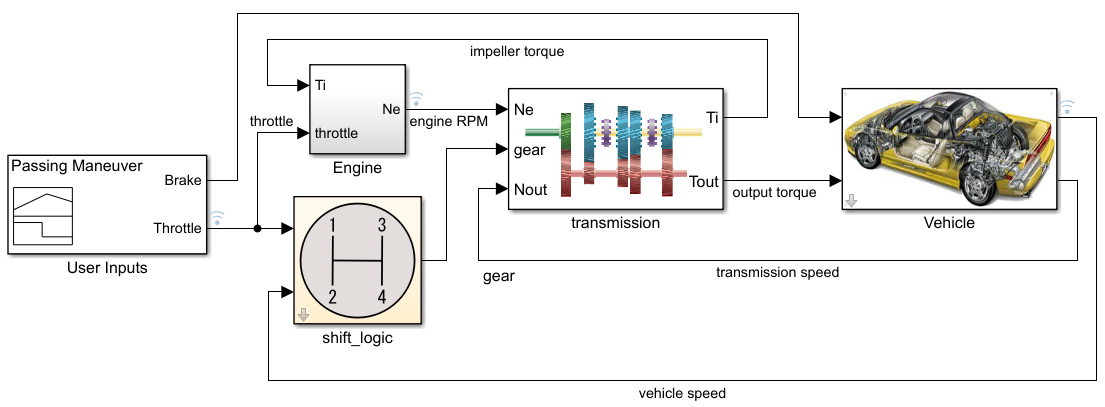 impeller torque
Ti
Ne
throttle
throttle
engine RPM
Engine
Passing Maneuver
Brake
Throttle
User Inputs
1
3
2
4
shift_logic
Ne
gear
Nout
Ti
Tout
transmission
output torque
Vehicle
gear
transmission speed
vehicle speed